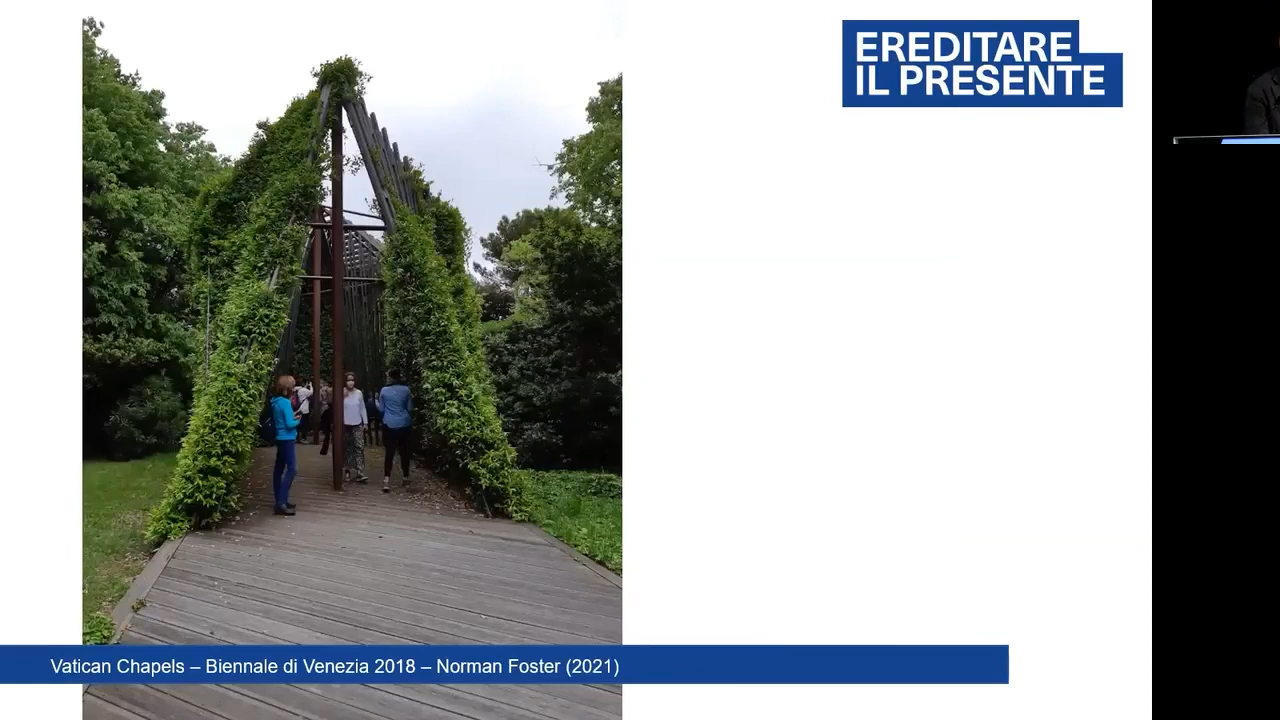 EREDITARE
IL PRESENTE
Vatican Chapels – Biennale di Venezia 2018 – Norman Foster (2021)